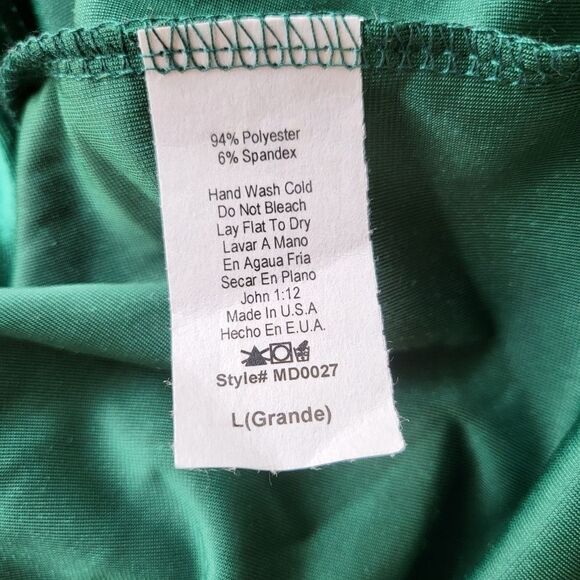 94% Polyester
6% Spandex
Hand Wash Cold
Do Not Bleach
Lay Flat To Dry
Lavar A Mano
En Agaua Fria
Secar En Plano
John 1:12
Made In U.S.A
Hecho En E.U.A.
Style# MD0027
L(Grande)